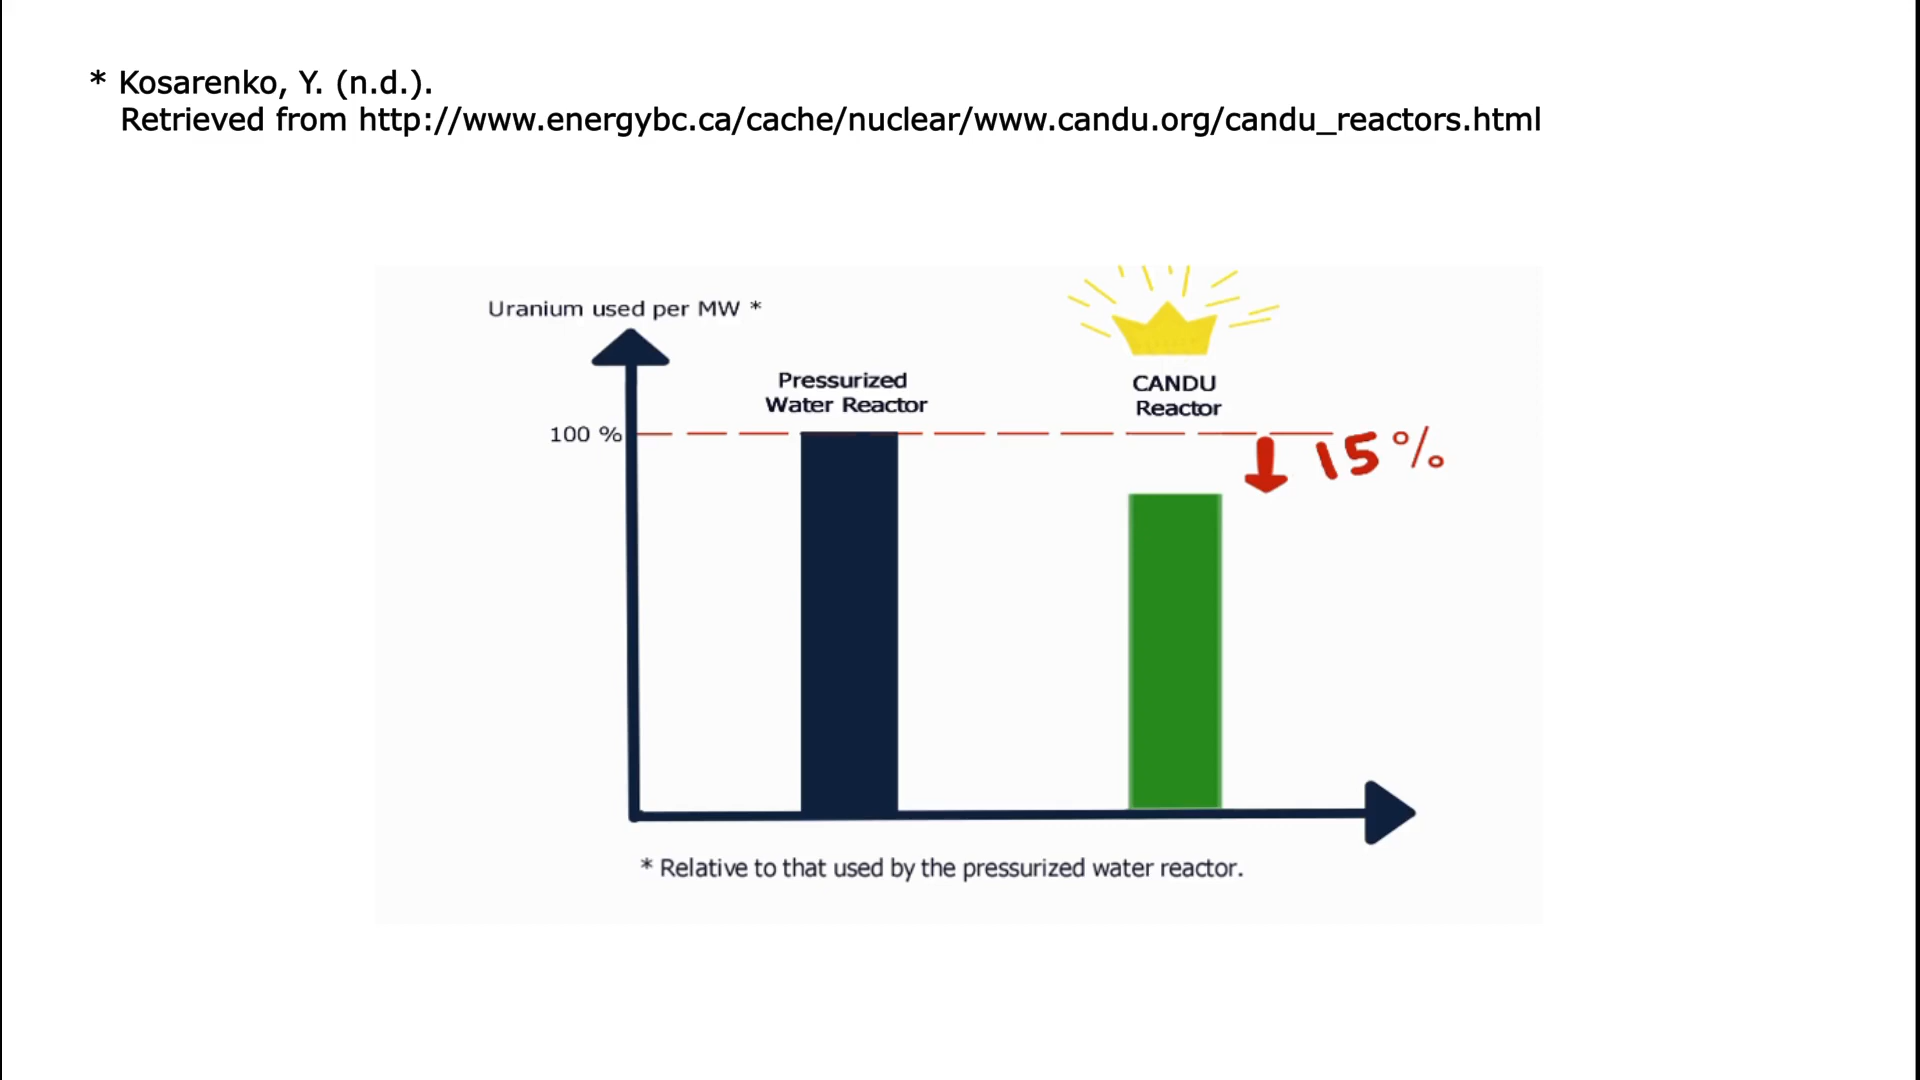 * Kosarenko, Y. (n.d.).
Retrieved from http://www.energybc.ca/cache/nuclear/www.candu.org/candu_reactors.html
Uranium used per MW *
Pressurized
Water Reactor
CANDU
Reactor
100 %
15%
* Relative to that used by the pressurized water reactor.